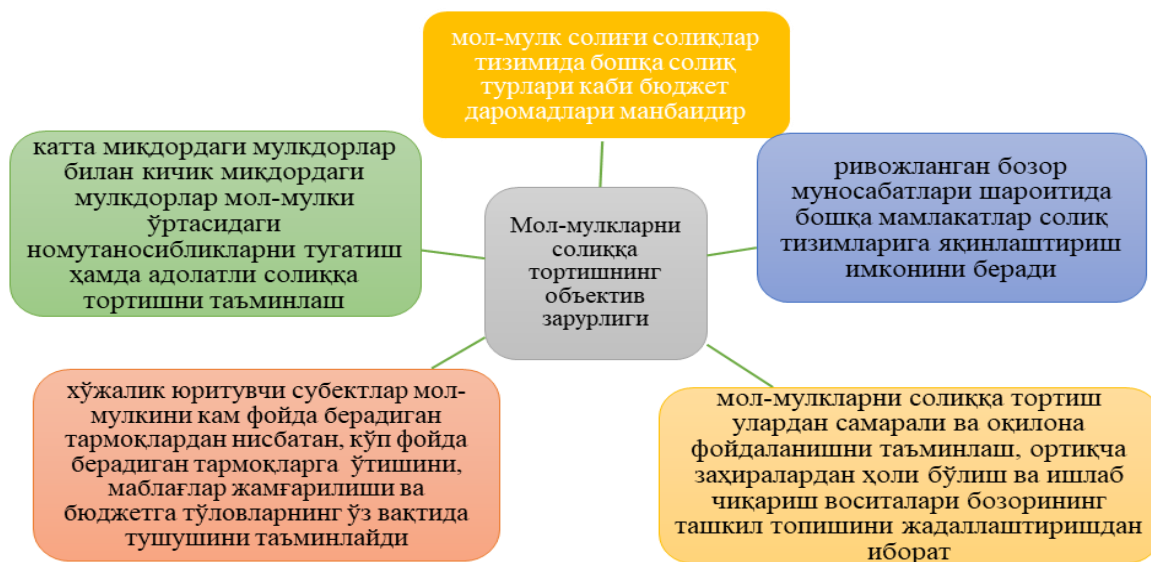 мол-мулк солиғи солиқлар
тизимида бошқа солиқ
турлари каби бюджет
даромадлари манбаидир
катта миқдордаги мулкдорлар
билан кичик миқдордаги
мулкдорлар мол-мулки
ўртасидаги
номутаносибликларни тугатиш
ҳамда адолатли солиққа
тортишни таъминлаш
Мол-мулкларни
солиққа
тортишнинг
объектив
зарурлиги
ривожланган бозор
муносабатлари шароитида
бошқа мамлакатлар солиқ
тизимларига яқинлаштириш
имконини беради
хўжалик юритувчи субектлар мол-
мулкини кам фойда берадиган
тармоқлардан нисбатан, кўп фойда
берадиган тармоқларга ўтишини,
маблағлар жамғарилиши ва
бюджетга тўловларнинг ўз вақтида
тушушини таъминлайди
мол-мулкларни солиққа тортиш
улардан самарали ва оқилона
фойдаланишни таъминлаш, ортиқча
заҳиралардан ҳоли бўлиш ва ишлаб
чиқариш воситалари бозорининг
ташкил топишини жадаллаштиришдан
иборат